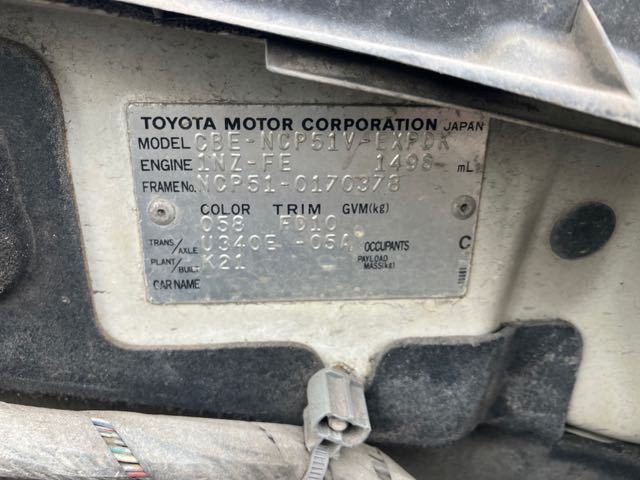 TOYOTA MOTOR CORPORATION JAPAN
MODEL CBE-NCP51V-EXPDK
ENGINE 1NZ-FE 1496 mL
FRAME No. NCP51-0170378
COLOR TRIM GVM(kg)
058 FD10
TRANS/AXLE U340E -05A OCCUPANTS C
PLANT/BUILT K21 PAYLOAD MASS(kg)
CAR NAME